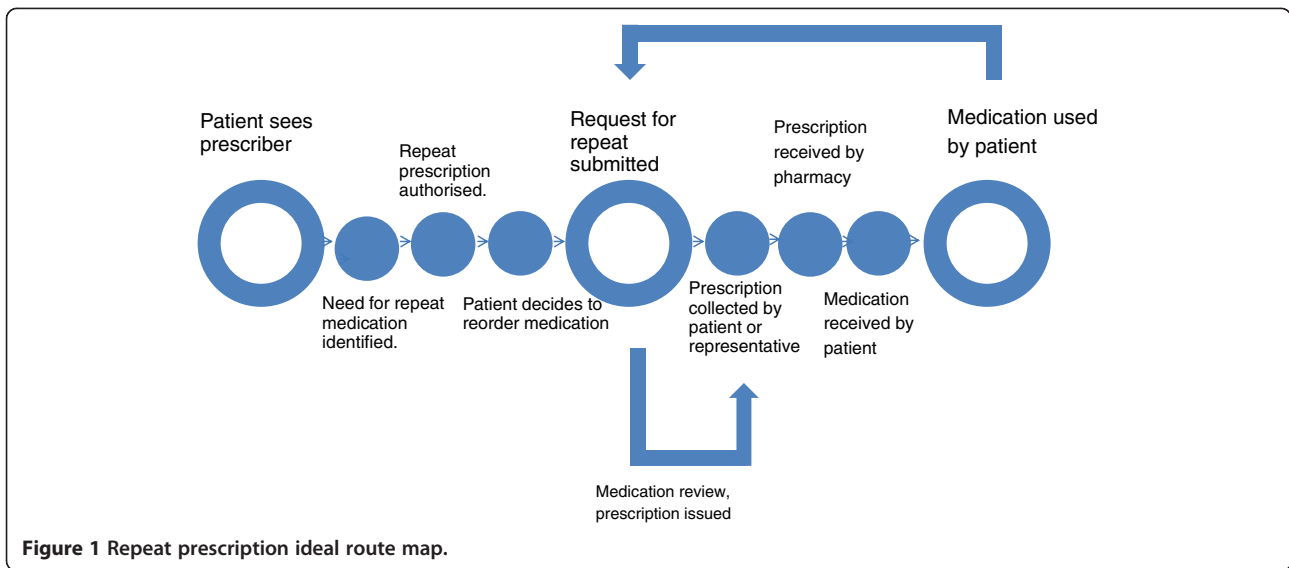 Patient sees
prescriber
Need for repeat
medication
identified.
Repeat
prescription
authorised.
Patient decides to
reorder medication
Request for
repeat
submitted
Medication review,
prescription issued
Prescription
collected by
patient or
representative
Prescription
received by
pharmacy
Medication
received by
patient
Medication used
by patient
Figure 1 Repeat prescription ideal route map.